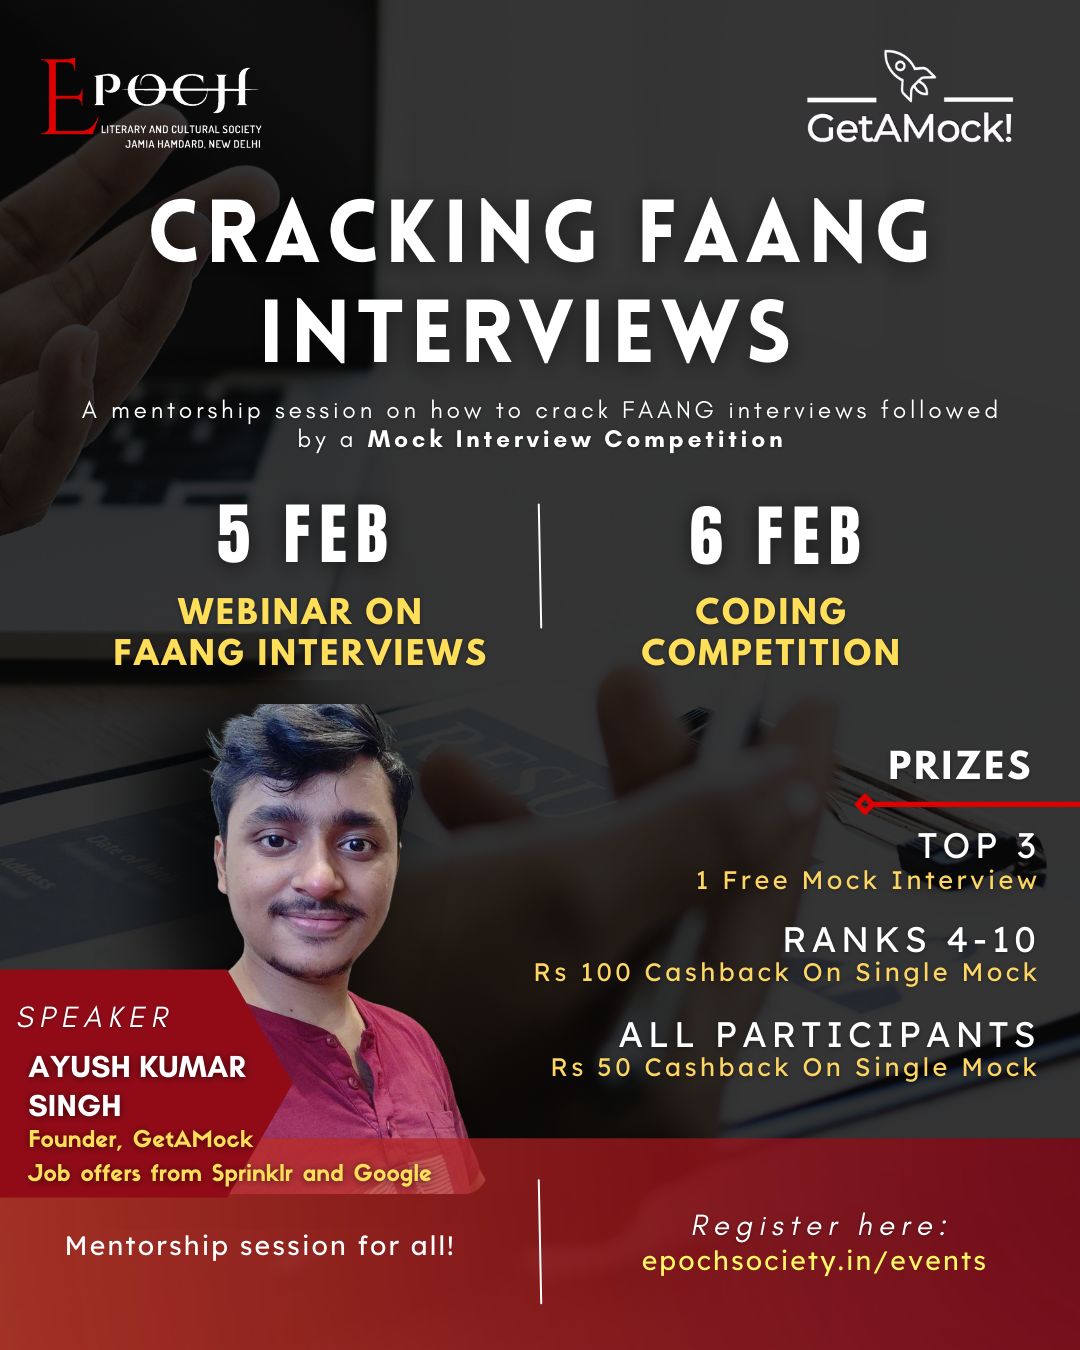 EPOCH
LITERARY AND CULTURAL SOCIETY
JAMIA HAMDARD, NEW DELHI
GetAMock!
CRACKING FAANG
INTERVIEWS
A mentorship session on how to crack FAANG interviews followed
by a Mock Interview Competition
5 FEB
WEBINAR ON
FAANG INTERVIEWS
6 FEB
CODING
COMPETITION
RESU
Date of
Address
PRIZES
TOP 3
1 Free Mock Interview
RANKS 4-10
Rs 100 Cashback On Single Mock
ALL PARTICIPANTS
Rs 50 Cashback On Single Mock
SPEAKER
AYUSH KUMAR
SINGH
Founder, GetAMock
Job offers from Sprinklr and Google
Mentorship session for all!
Register here:
epochsociety.in/events